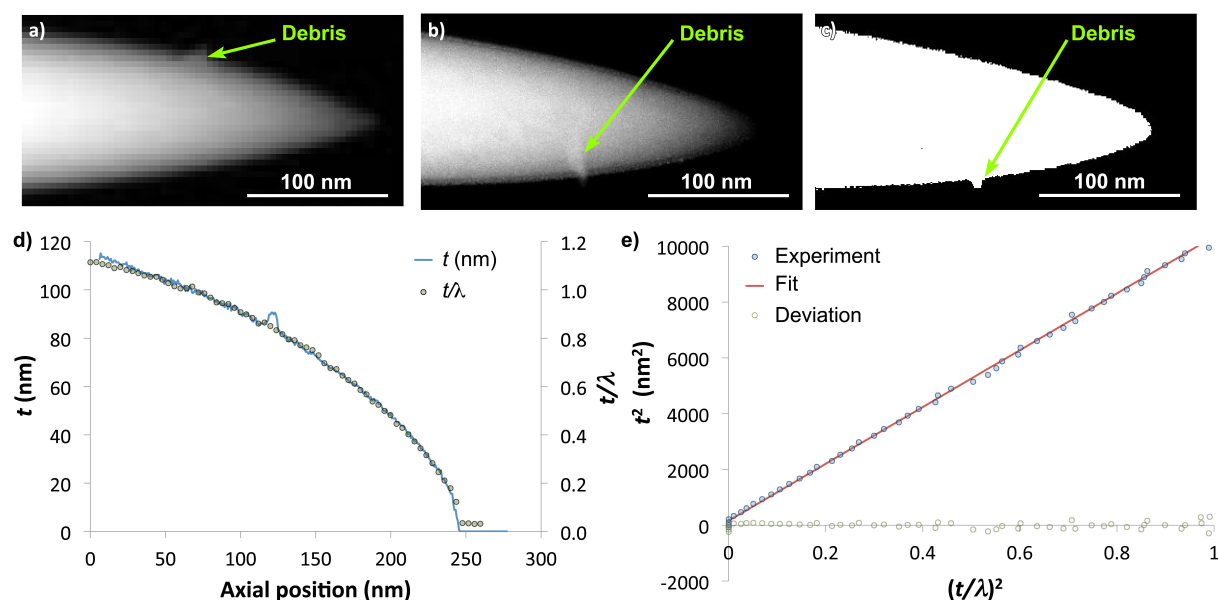 a)
Debris
100 nm
b)
Debris
100 nm
c)
Debris
100 nm
d)
120
100
80
60
40
20
0
t (nm)
1.2
1.0
0.8
0.6
0.4
0.2
0.0
t/λ
t (nm)
t/λ
0
50
100
150
200
250
300
Axial position (nm)
e)
10000
8000
6000
4000
2000
0
-2000
t² (nm²)
Experiment
Fit
Deviation
0
0.2
0.4
0.6
0.8
1
(t/λ)²